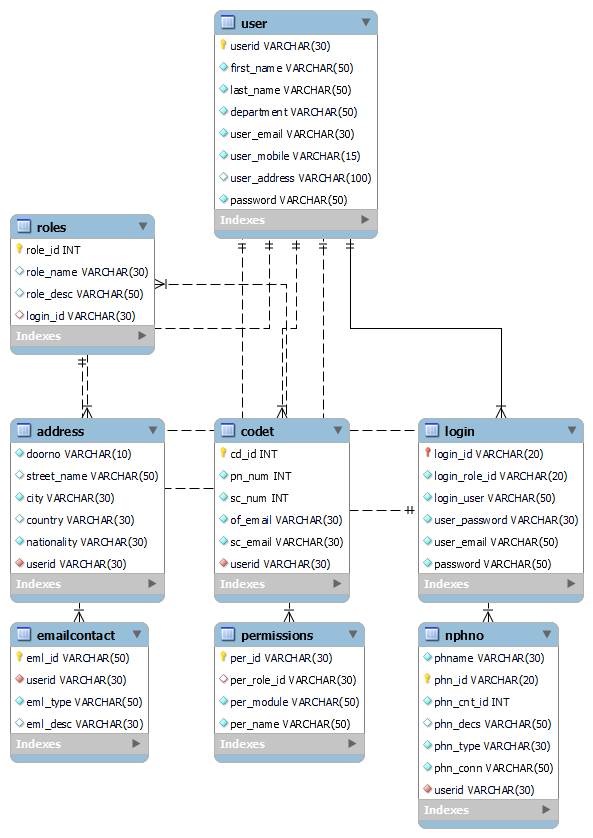 user
userid VARCHAR(30)
first_name VARCHAR(50)
last_name VARCHAR(50)
department VARCHAR(50)
user_email VARCHAR(30)
user_mobile VARCHAR(15)
user_address VARCHAR(100)
password VARCHAR(50)
Indexes
roles
role_id INT
role_name VARCHAR(30)
role_desc VARCHAR(50)
login_id VARCHAR(30)
Indexes
address
doorno VARCHAR(10)
street_name VARCHAR(50)
city VARCHAR(30)
country VARCHAR(30)
nationality VARCHAR(30)
userid VARCHAR(30)
Indexes
codet
cd_id INT
pn_num INT
sc_num INT
of_email VARCHAR(30)
sc_email VARCHAR(30)
userid VARCHAR(30)
Indexes
login
login_id VARCHAR(20)
login_role_id VARCHAR(20)
login_user VARCHAR(50)
user_password VARCHAR(30)
user_email VARCHAR(50)
password VARCHAR(50)
Indexes
emailcontact
eml_id VARCHAR(50)
userid VARCHAR(30)
eml_type VARCHAR(50)
eml_desc VARCHAR(30)
Indexes
permissions
per_id VARCHAR(30)
per_role_id VARCHAR(30)
per_module VARCHAR(50)
per_name VARCHAR(50)
Indexes
nphno
phname VARCHAR(30)
phn_id VARCHAR(20)
phn_cnt_id INT
phn_decs VARCHAR(50)
phn_type VARCHAR(30)
phn_conn VARCHAR(50)
userid VARCHAR(30)
Indexes